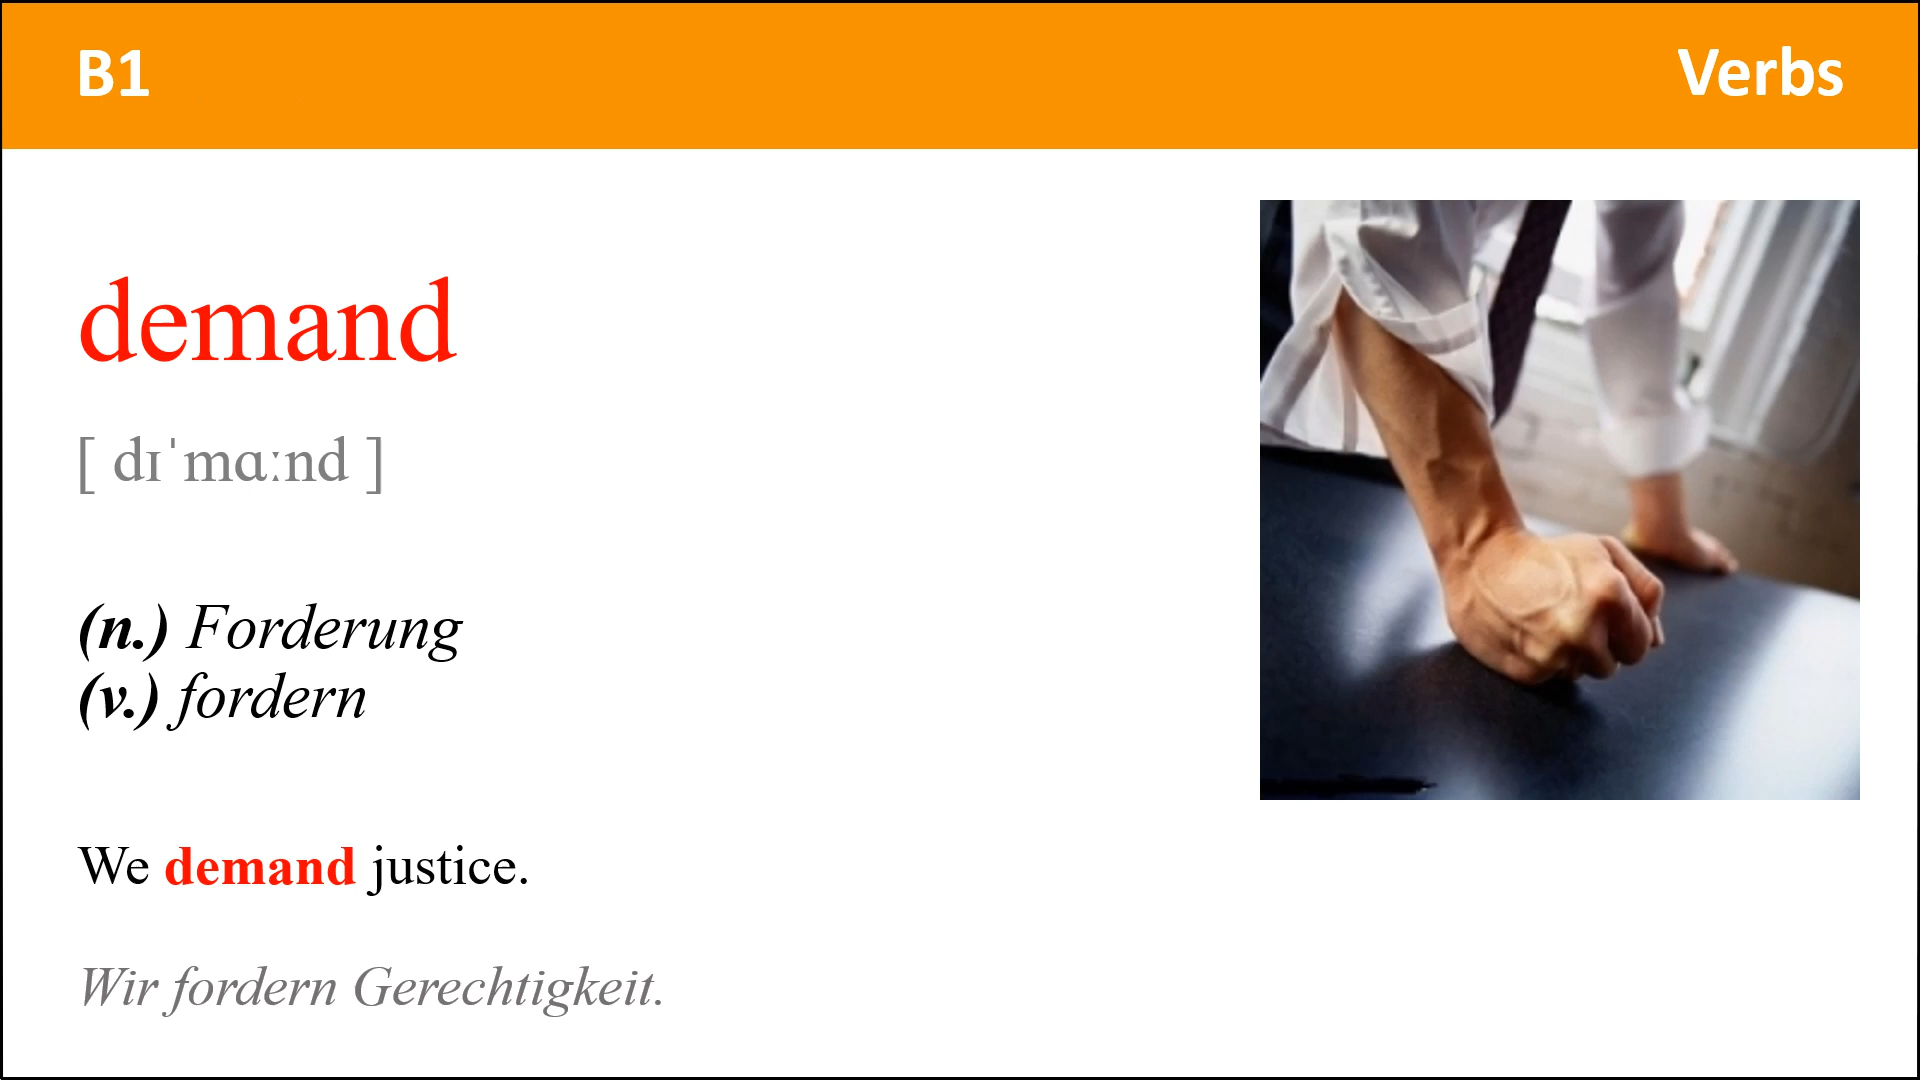 B1
Verbs
demand
[ dɪˈmɑːnd ]
(n.) Forderung
(v.) fordern
We demand justice.
Wir fordern Gerechtigkeit.